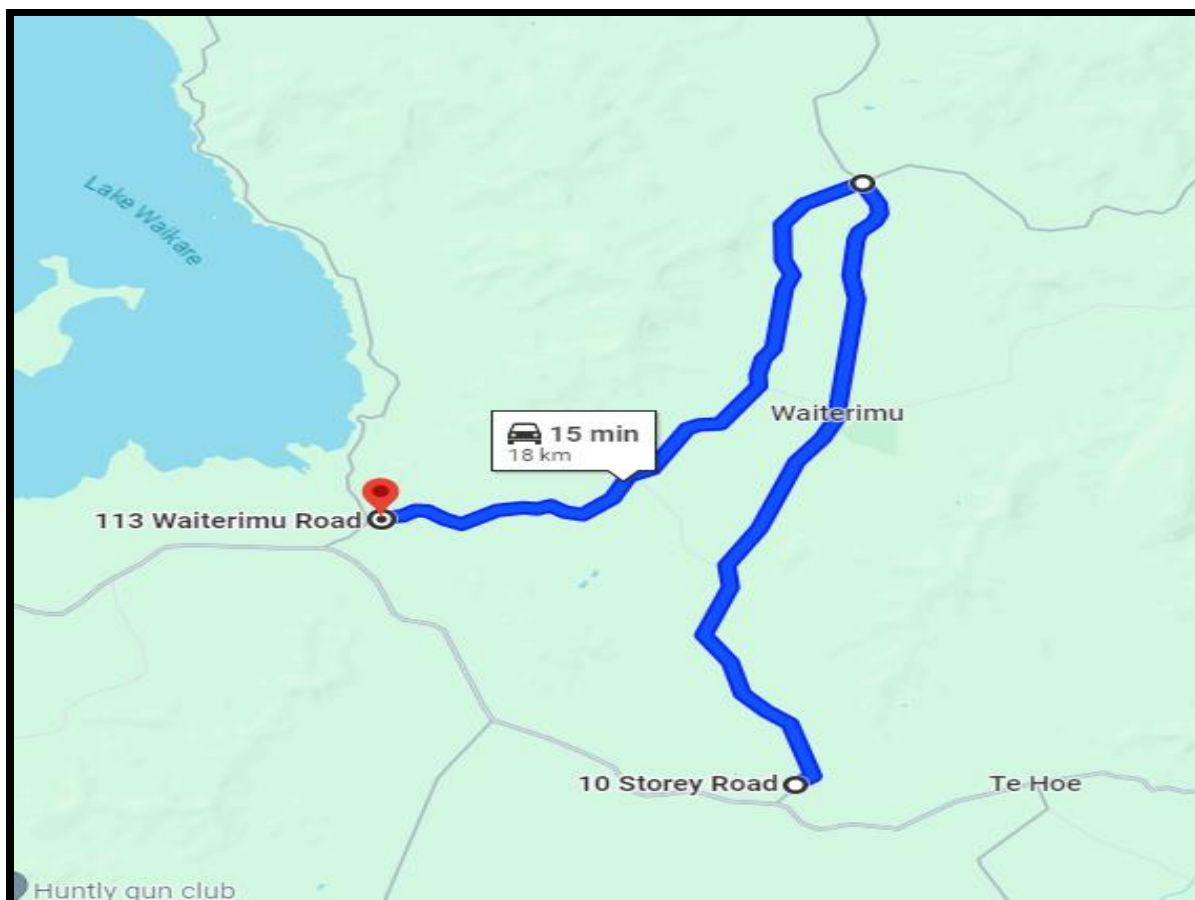 Lake Waikare
Waiterimu
15 min
18 km
113 Waiterimu Road
10 Storey Road
Te Hoe
Huntly gun club